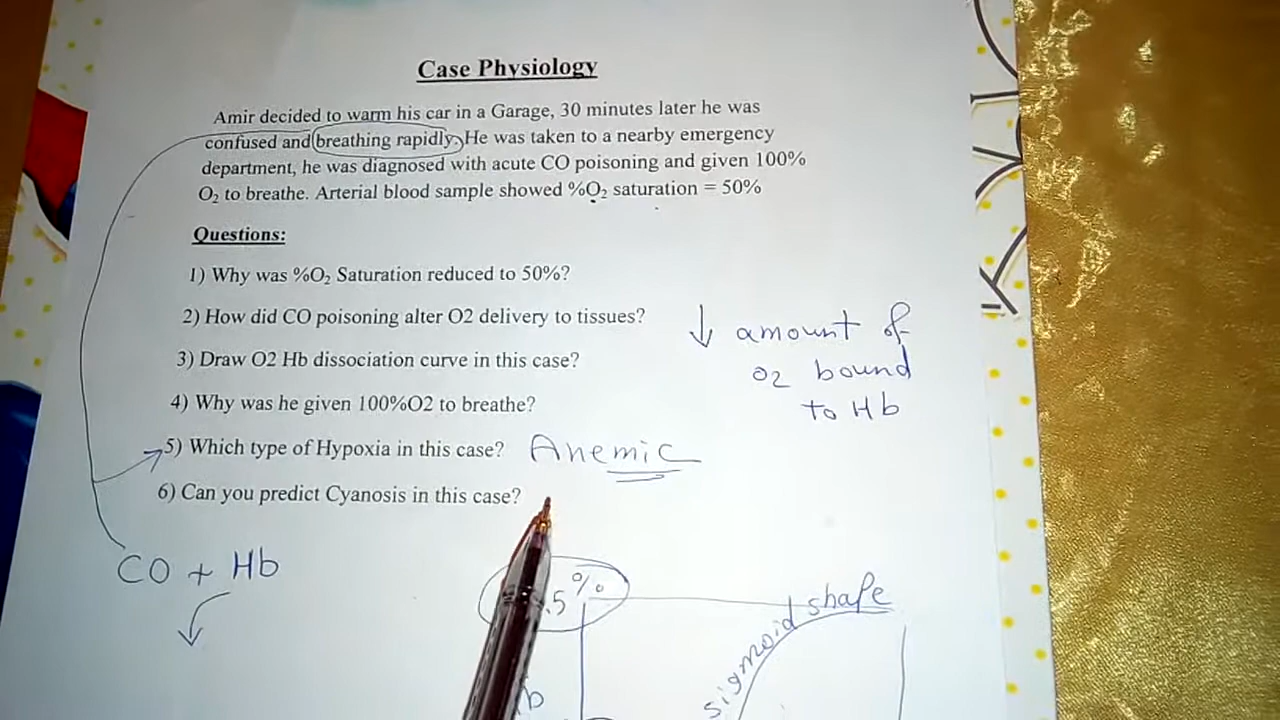 Case Physiology
Amir decided to warm his car in a Garage, 30 minutes later he was
confused and breathing rapidly. He was taken to a nearby emergency
department, he was diagnosed with acute CO poisoning and given 100%
O₂ to breathe. Arterial blood sample showed %O₂ saturation = 50%
Questions:
1) Why was %O₂ Saturation reduced to 50%?
2) How did CO poisoning alter O2 delivery to tissues?
3) Draw O2 Hb dissociation curve in this case?
4) Why was he given 100%O2 to breathe?
5) Which type of Hypoxia in this case? Anemic
6) Can you predict Cyanosis in this case?
↓ amount of
O2 bound
to Hb
CO + Hb
.5 %
b
sigmoid shape